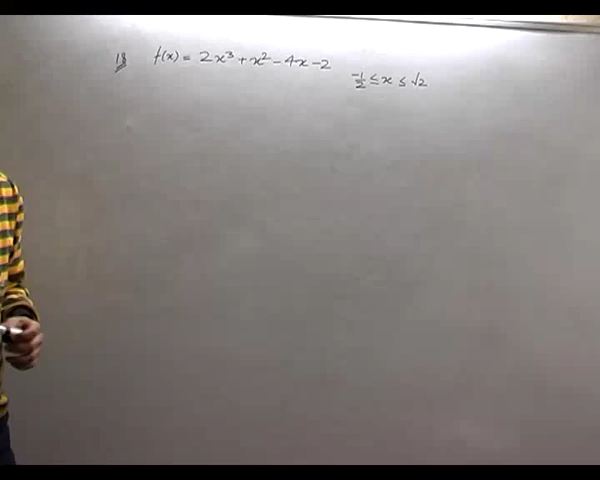 18 f(x) = 2x³ + x² - 4x - 2
-1/2 ≤ x ≤ √2